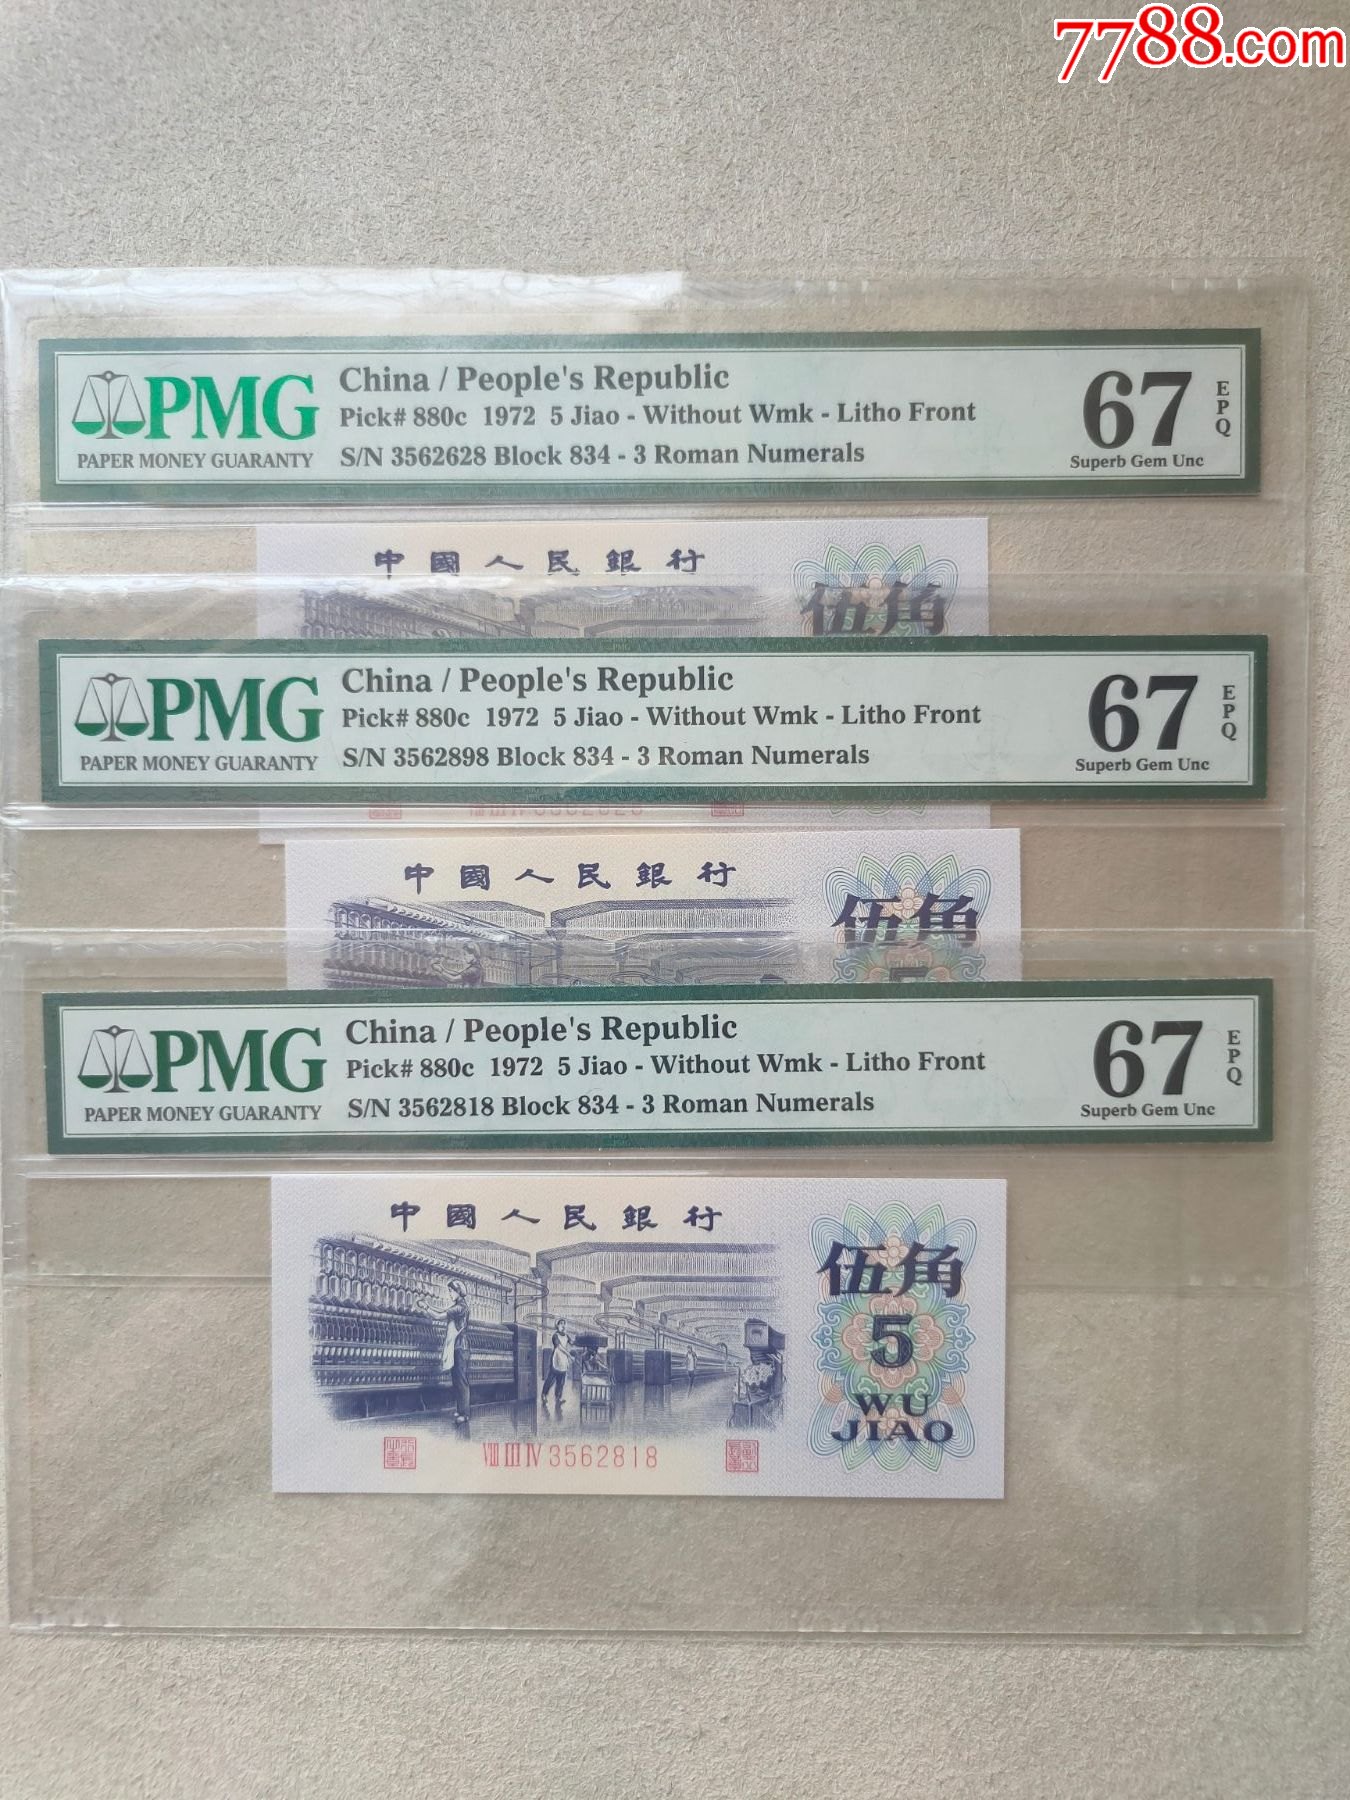 7788.com
PMG
PAPER MONEY GUARANTY
China / People's Republic
Pick# 880c 1972 5 Jiao - Without Wmk - Litho Front
S/N 3562628 Block 834 - 3 Roman Numerals
67
EPQ
Superb Gem Unc
中國人民銀行
伍角
PMG
PAPER MONEY GUARANTY
China / People's Republic
Pick# 880c 1972 5 Jiao - Without Wmk - Litho Front
S/N 3562898 Block 834 - 3 Roman Numerals
67
EPQ
Superb Gem Unc
中國人民銀行
伍角
PMG
PAPER MONEY GUARANTY
China / People's Republic
Pick# 880c 1972 5 Jiao - Without Wmk - Litho Front
S/N 3562818 Block 834 - 3 Roman Numerals
67
EPQ
Superb Gem Unc
中國人民銀行
伍角
5
WU
JIAO
VIII III IV 3562818